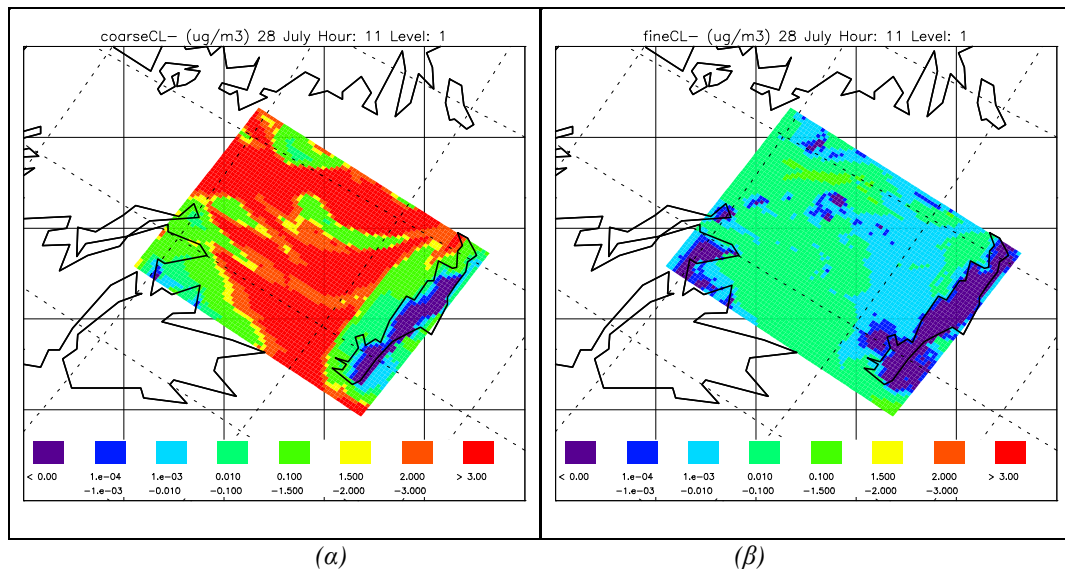 coarseCL– (ug/m3) 28 July Hour: 11 Level: 1
< 0.00 1.e−04 1.e−03 0.010 0.100 1.500 2.000 > 3.00
−1.e−03 −0.010 −0.100 −1.500 −2.000 −3.000
(α)
fineCL– (ug/m3) 28 July Hour: 11 Level: 1
< 0.00 1.e−04 1.e−03 0.010 0.100 1.500 2.000 > 3.00
−1.e−03 −0.010 −0.100 −1.500 −2.000 −3.000
(β)